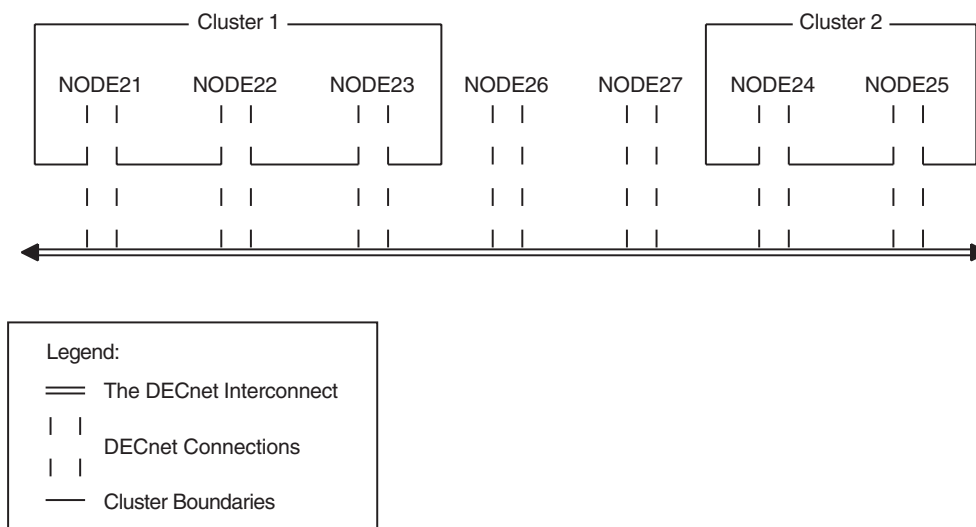 Cluster 1 Cluster 2
NODE21 NODE22 NODE23 NODE26 NODE27 NODE24 NODE25
Legend:
The DECnet Interconnect
DECnet Connections
Cluster Boundaries